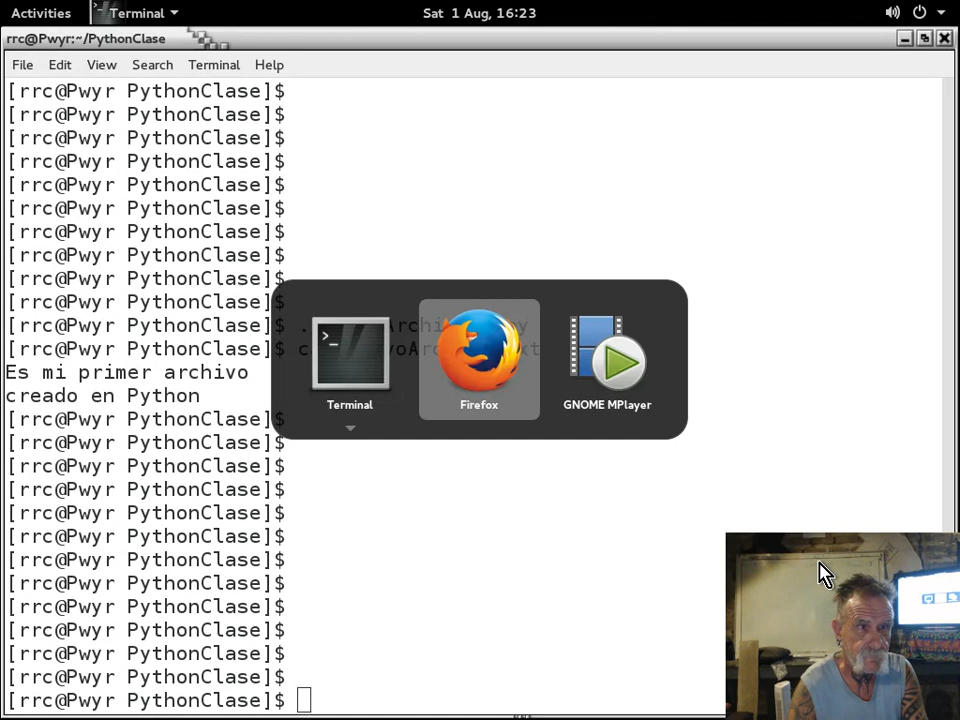 Activities Terminal Sat 1 Aug, 16:23
rrc@Pwyr:~/PythonClase
File Edit View Search Terminal Help
[rrc@Pwyr PythonClase]$
[rrc@Pwyr PythonClase]$
[rrc@Pwyr PythonClase]$
[rrc@Pwyr PythonClase]$
[rrc@Pwyr PythonClase]$
[rrc@Pwyr PythonClase]$
[rrc@Pwyr PythonClase]$
[rrc@Pwyr PythonClase]$
[rrc@Pwyr PythonClase]$
[rrc@Pwyr PythonClase]$
[rrc@Pwyr PythonClase]$
[rrc@Pwyr PythonClase]$
Es mi primer archivo
creado en Python
Terminal Firefox GNOME MPlayer
[rrc@Pwyr PythonClase]$
[rrc@Pwyr PythonClase]$
[rrc@Pwyr PythonClase]$
[rrc@Pwyr PythonClase]$
[rrc@Pwyr PythonClase]$
[rrc@Pwyr PythonClase]$
[rrc@Pwyr PythonClase]$
[rrc@Pwyr PythonClase]$
[rrc@Pwyr PythonClase]$
[rrc@Pwyr PythonClase]$
[rrc@Pwyr PythonClase]$
[rrc@Pwyr PythonClase]$
[rrc@Pwyr PythonClase]$